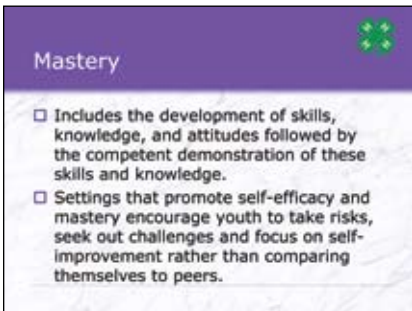 Mastery
Includes the development of skills,
knowledge, and attitudes followed by
the competent demonstration of these
skills and knowledge.
Settings that promote self-efficacy and
mastery encourage youth to take risks,
seek out challenges and focus on self-
improvement rather than comparing
themselves to peers.